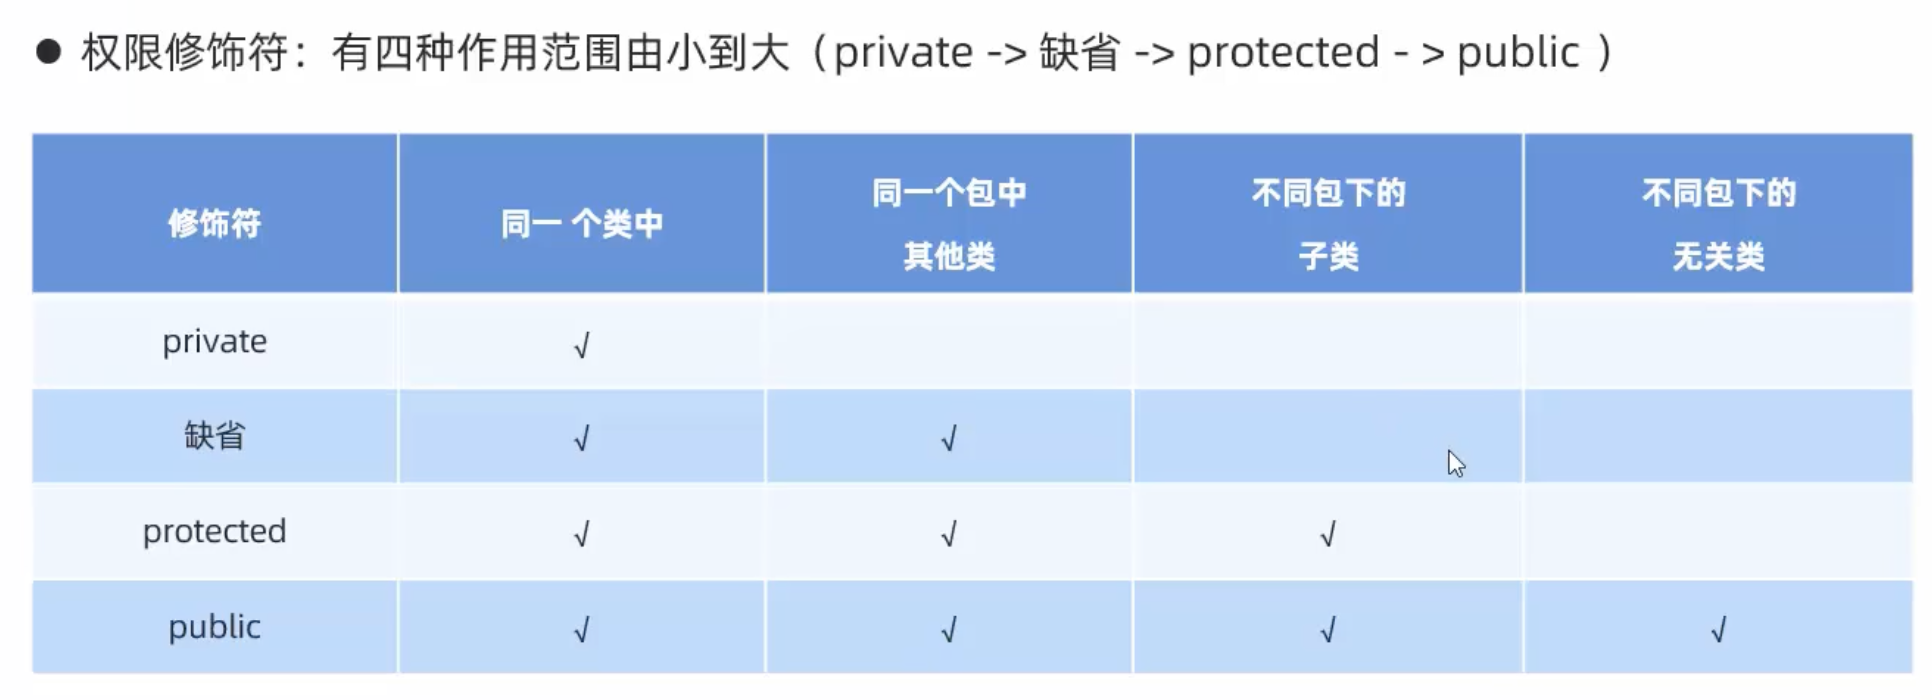 ● 权限修饰符：有四种作用范围由小到大（private -> 缺省 -> protected - > public ）
修饰符 同一 个类中 同一个包中 其他类 不同包下的 子类 不同包下的 无关类
private √
缺省 √ √
protected √ √ √
public √ √ √ √